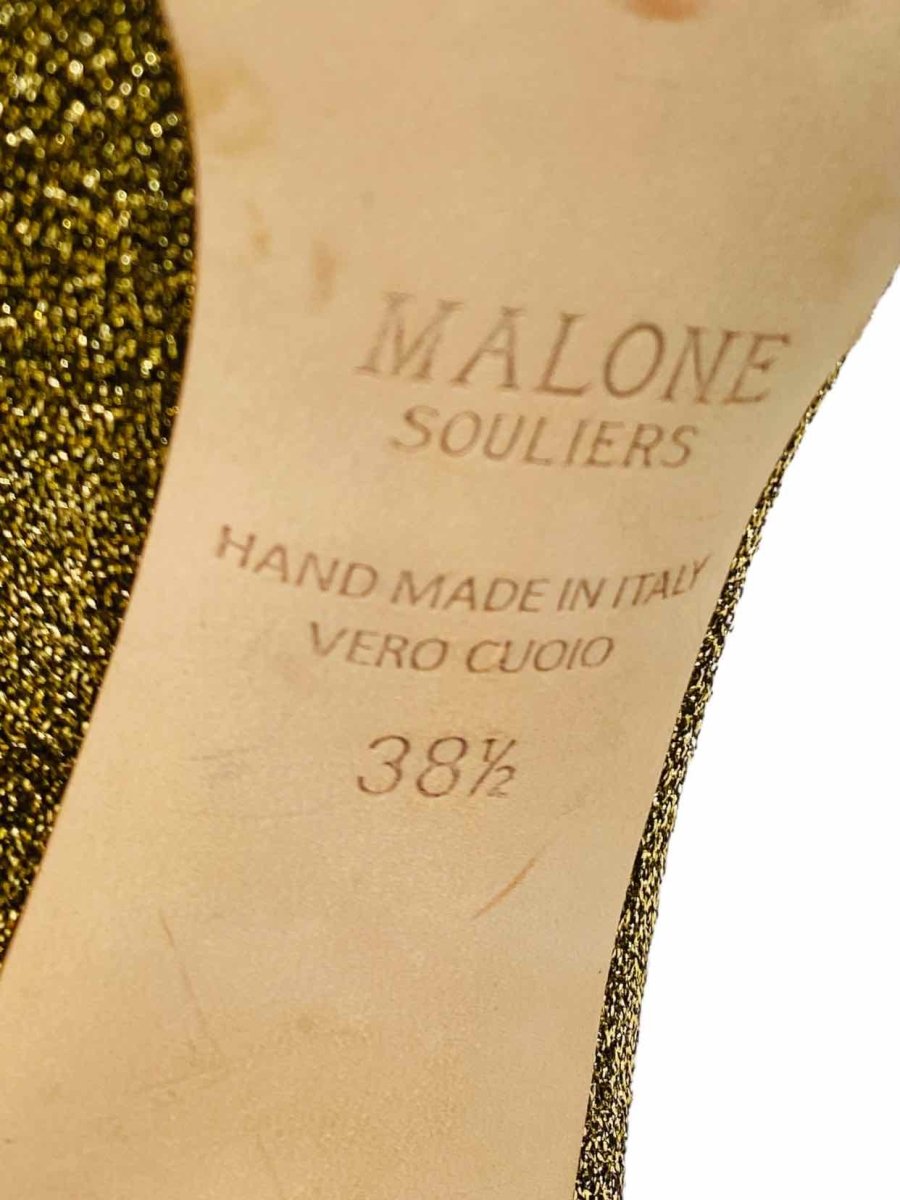 MALONE
SOULIERS
HAND MADE IN ITALY
VERO CUOIO
38½